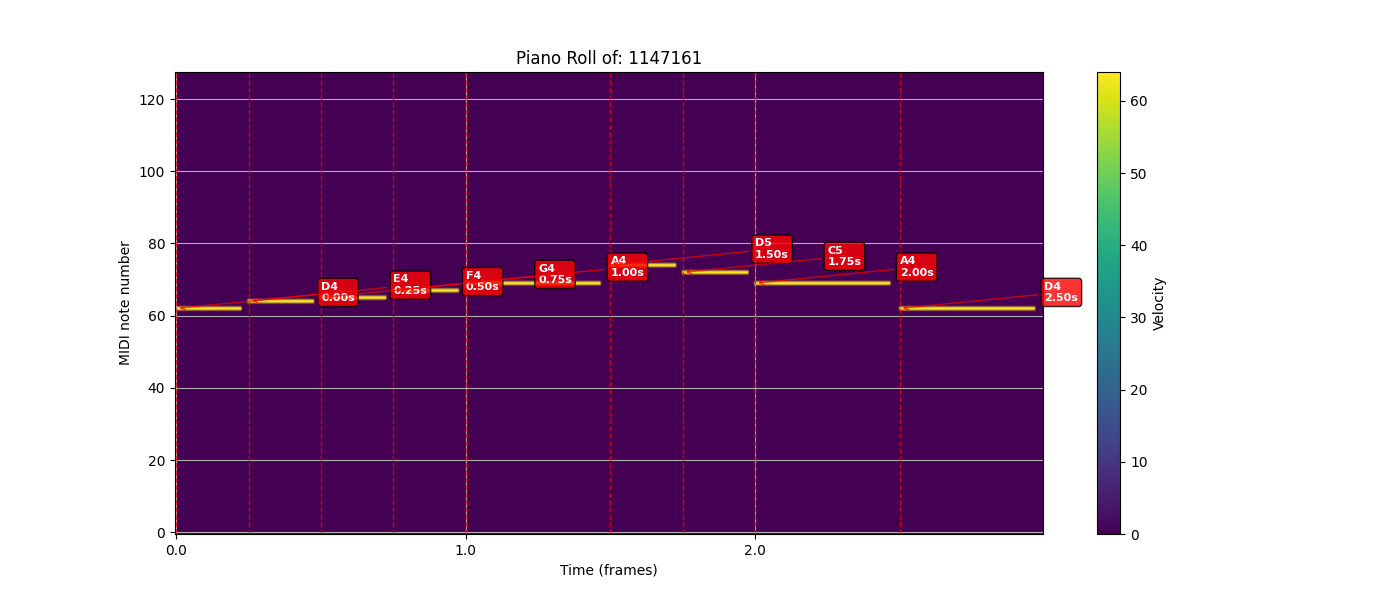 Piano Roll of: 1147161
MIDI note number
120
100
80
60
40
20
0
D4
0.00s
E4
0.25s
F4
0.50s
G4
0.75s
A4
1.00s
D5
1.50s
C5
1.75s
A4
2.00s
D4
2.50s
0.0
1.0
2.0
Time (frames)
60
50
40
30
20
10
0
Velocity